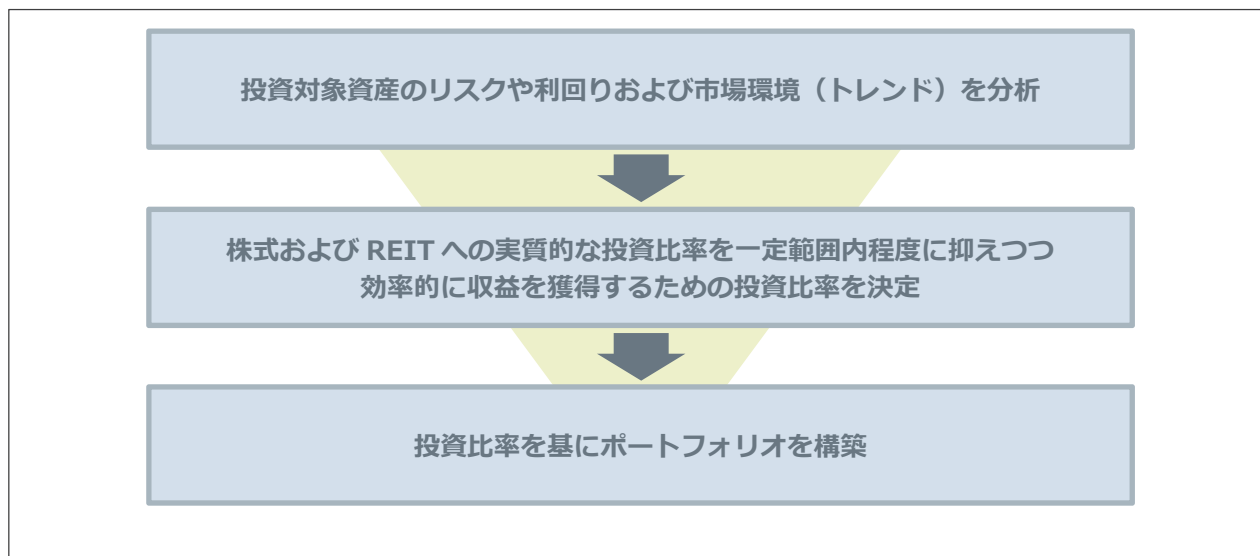 投資対象資産のリスクや利回りおよび市場環境（トレンド）を分析
株式および REIT への実質的な投資比率を一定範囲内程度に抑えつつ
効率的に収益を獲得するための投資比率を決定
投資比率を基にポートフォリオを構築